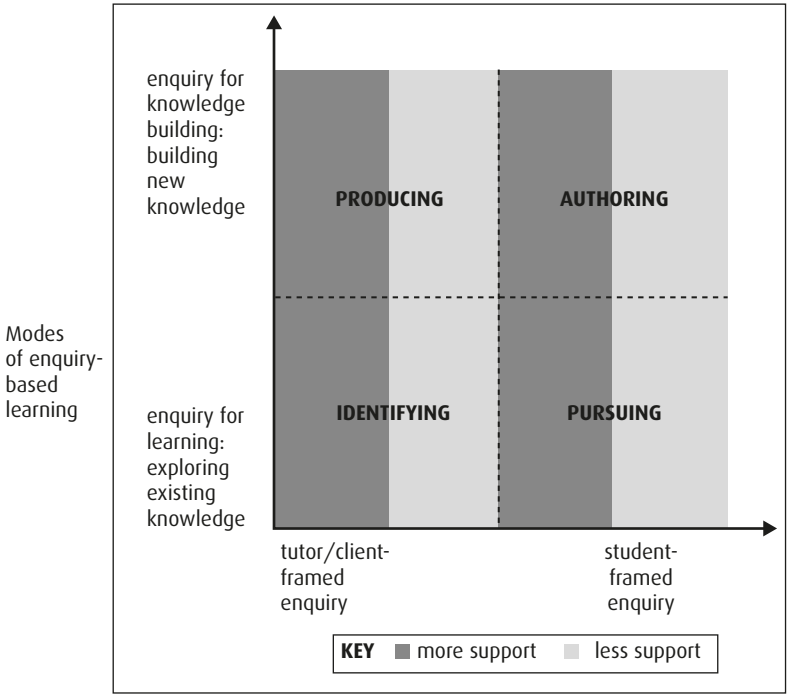 enquiry for
knowledge
building:
building
new
knowledge
PRODUCING
AUTHORING
Modes
of enquiry-
based
learning
IDENTIFYING
PURSUING
enquiry for
learning:
exploring
existing
knowledge
tutor/client-
framed
enquiry
student-
framed
enquiry
KEY more support less support